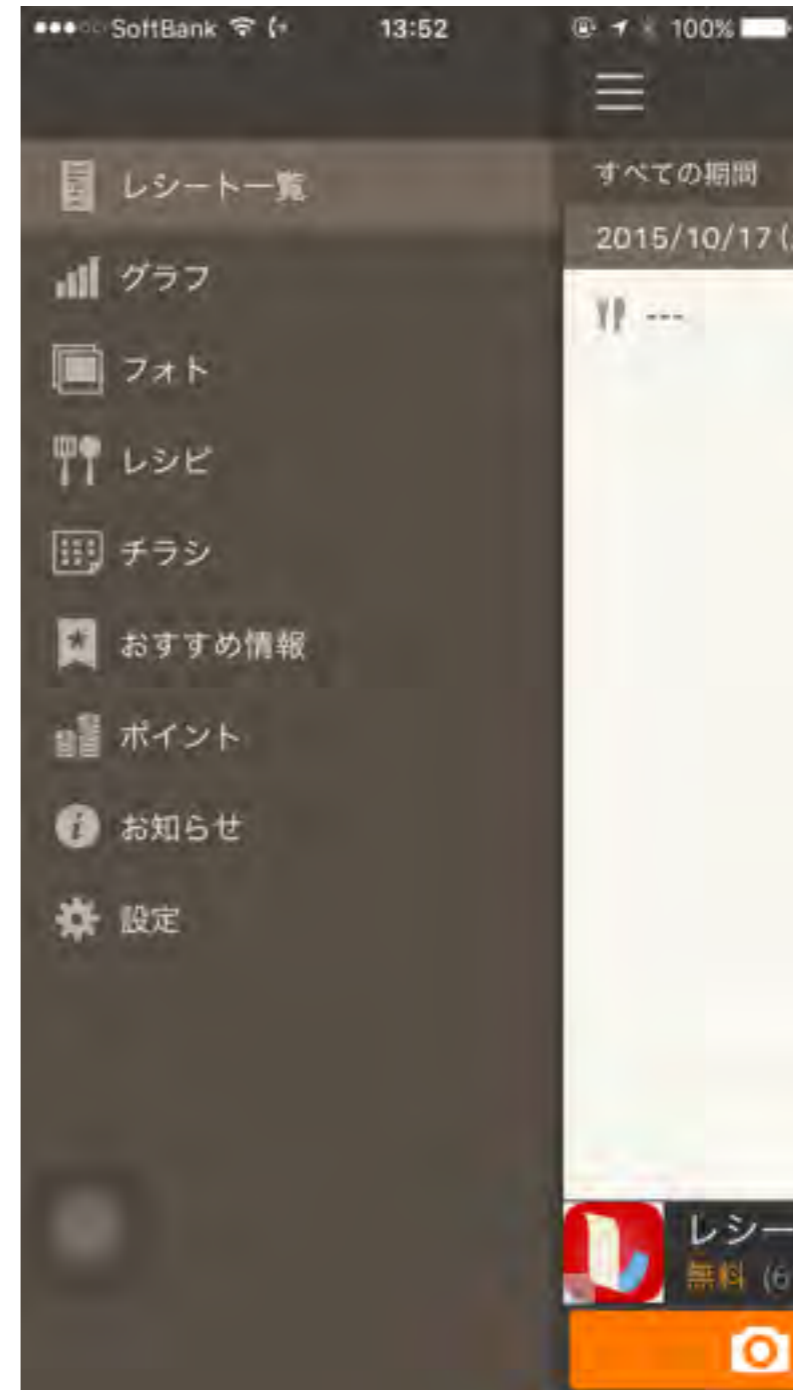 SoftBank 13:52 100%
レシート一覧
グラフ
フォト
レシピ
チラシ
おすすめ情報
ポイント
お知らせ
設定
すべての期間
2015/10/17 (
---
レシー
無料 (6